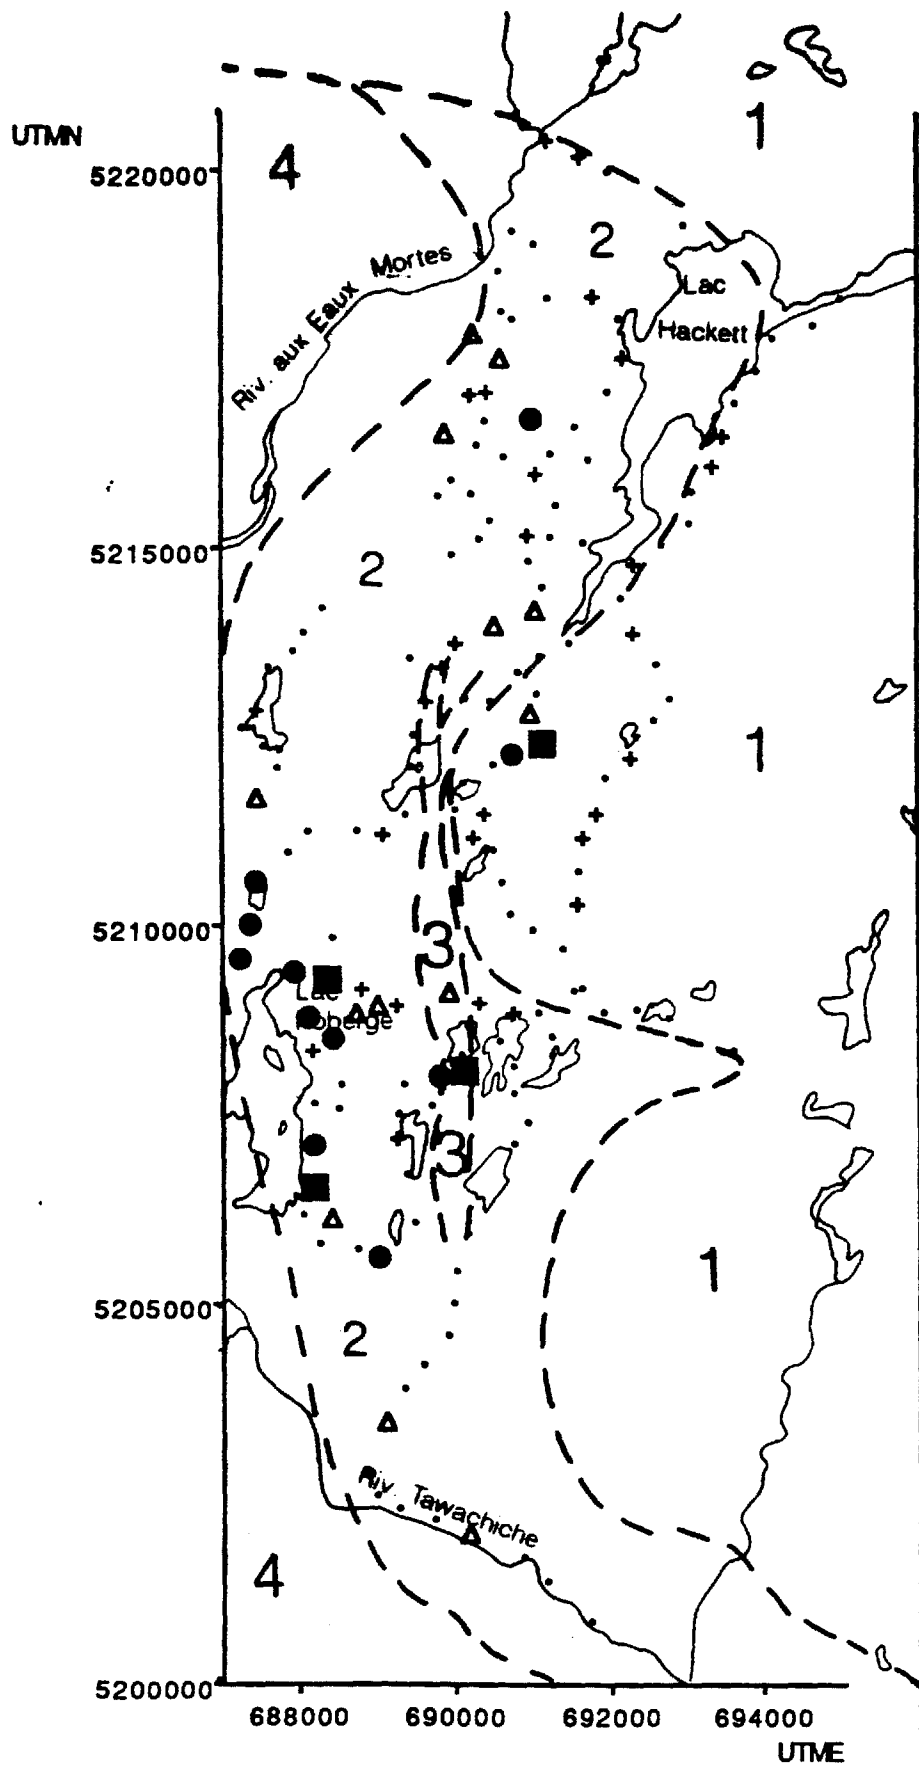 1
UTMN
4
5220000
2
Riv. aux Eaux Mortes
Lac
Hackett
5215000
2
1
5210000
3
Lac
Roberge
3
1
5205000
2
Riv. Tawachiche
4
5200000
688000 690000 692000 694000
UTME